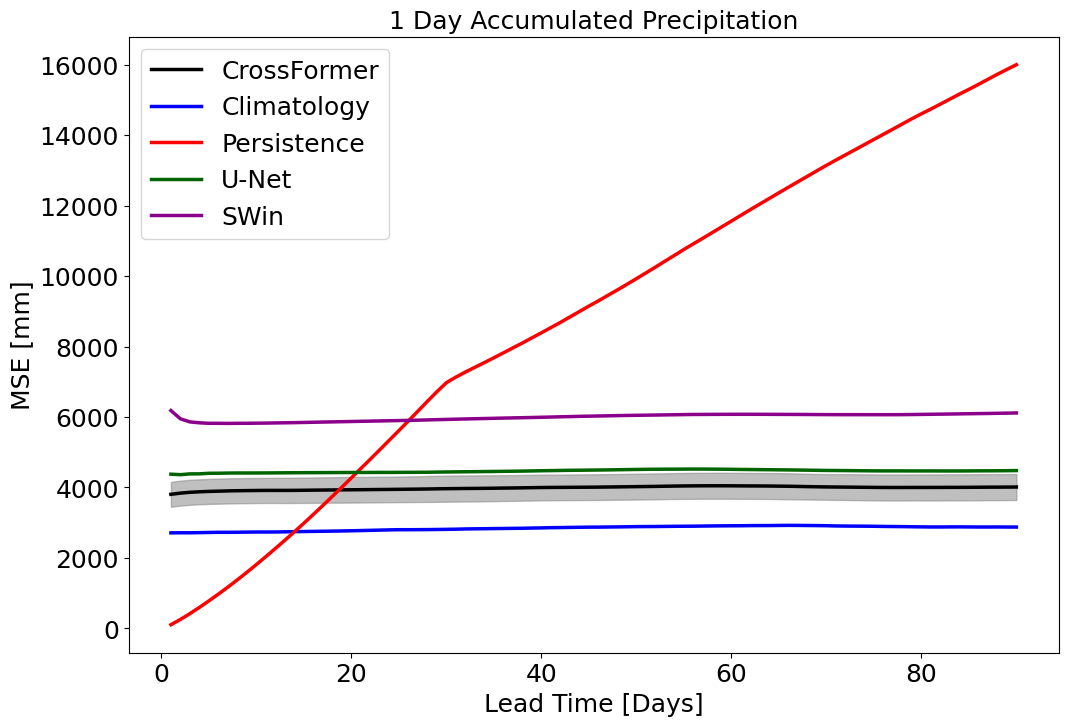 1 Day Accumulated Precipitation
16000
14000
12000
10000
8000
6000
4000
2000
0
MSE [mm]
CrossFormer
Climatology
Persistence
U-Net
SWin
0 20 40 60 80
Lead Time [Days]